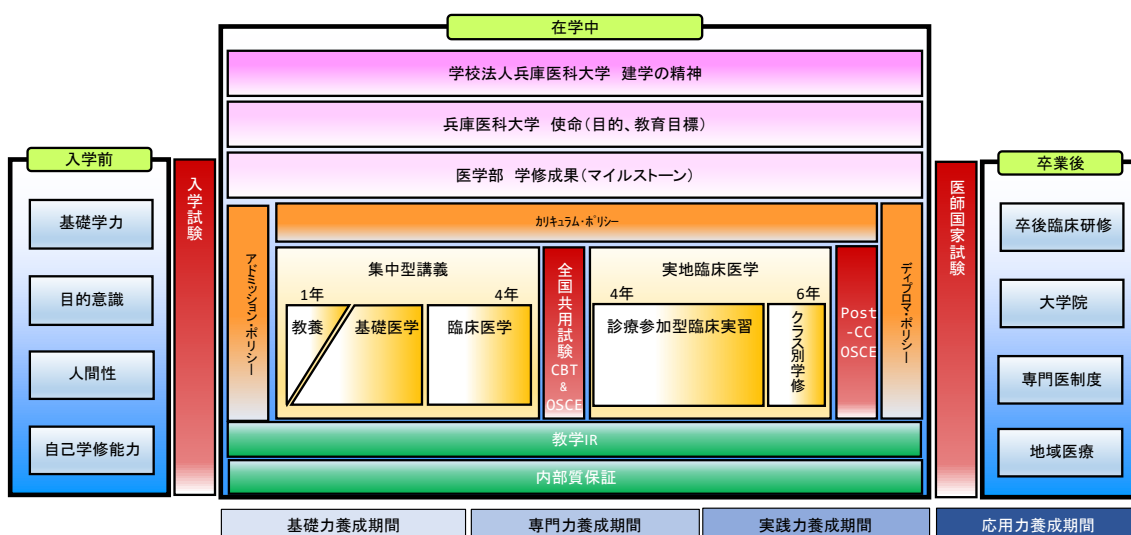 在学中
学校法人兵庫医科大学 建学の精神
兵庫医科大学 使命(目的、教育目標)
医学部 学修成果(マイルストーン)
入学前
基礎学力
目的意識
人間性
自己学修能力
入学試験
アドミッション・ポリシー
カリキュラム・ポリシー
集中型講義
1年
4年
教養
基礎医学
臨床医学
全国共用試験
CBT
&
OSCE
実地臨床医学
4年
6年
診療参加型臨床実習
クラス別学修
Post
-CC
OSCE
ディプロマ・ポリシー
教学IR
内部質保証
医師国家試験
卒業後
卒後臨床研修
大学院
専門医制度
地域医療
基礎力養成期間
専門力養成期間
実践力養成期間
応用力養成期間